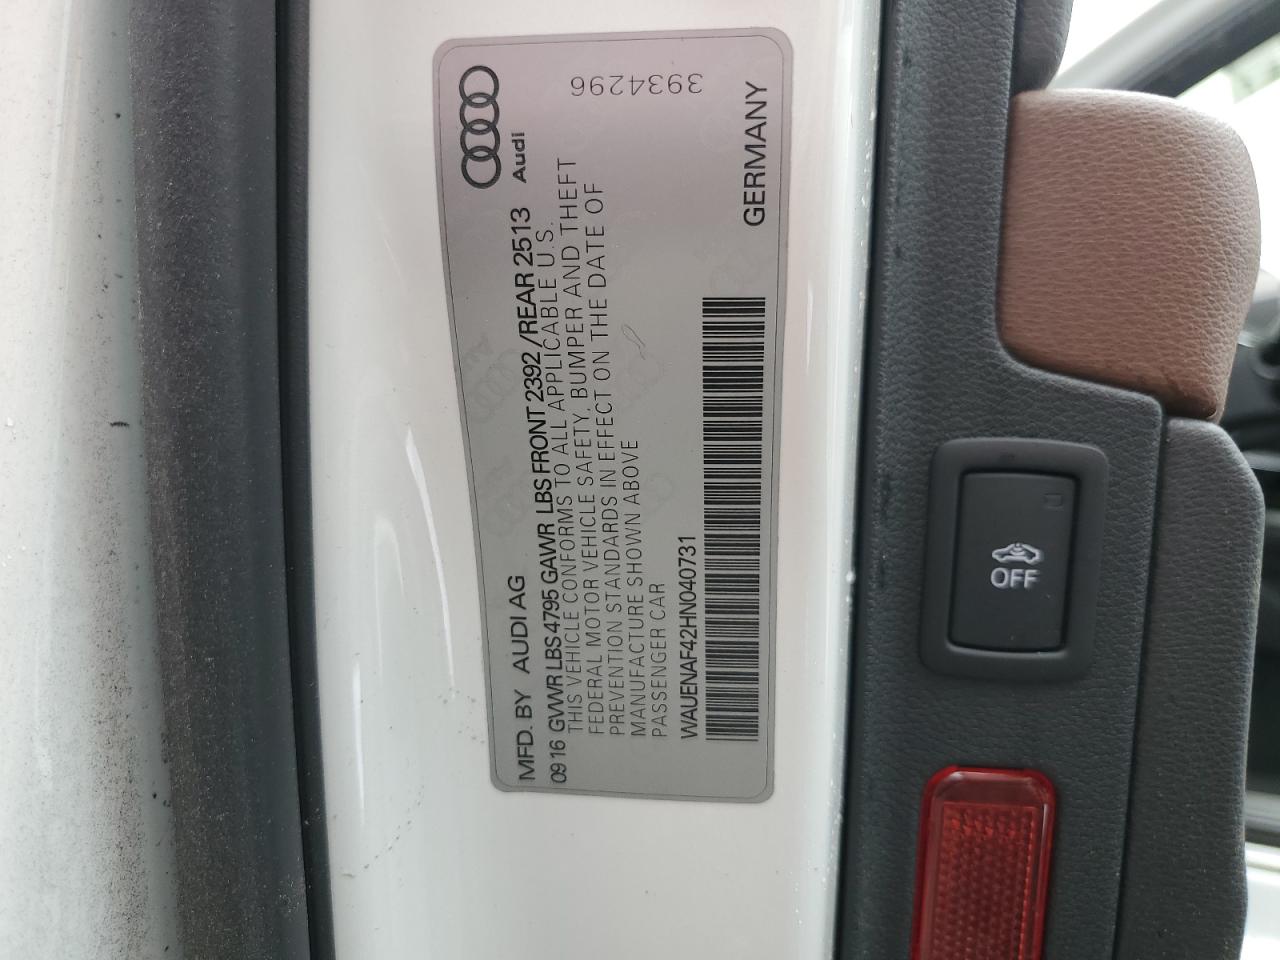 Audi
3934296
MFD. BY AUDI AG
09 16 GVWR LBS 4795 GAWR LBS FRONT 2392 / REAR 2513
THIS VEHICLE CONFORMS TO ALL APPLICABLE U.S.
FEDERAL MOTOR VEHICLE SAFETY, BUMPER AND THEFT
PREVENTION STANDARDS IN EFFECT ON THE DATE OF
MANUFACTURE SHOWN ABOVE
PASSENGER CAR
WAUENAF42HN040731
GERMANY
OFF